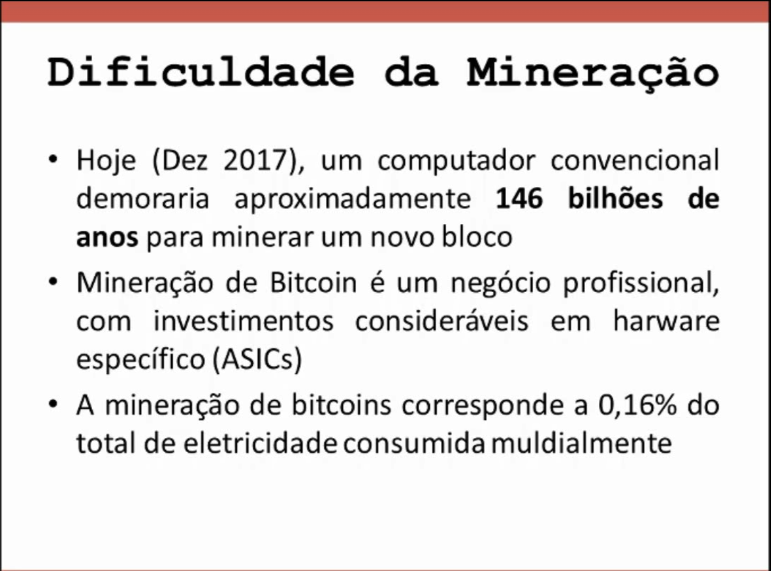 Dificuldade da Mineração
• Hoje (Dez 2017), um computador convencional
demoraria aproximadamente 146 bilhões de
anos para minerar um novo bloco
• Mineração de Bitcoin é um negócio profissional,
com investimentos consideráveis em harware
específico (ASICs)
• A mineração de bitcoins corresponde a 0,16% do
total de eletricidade consumida muldialmente